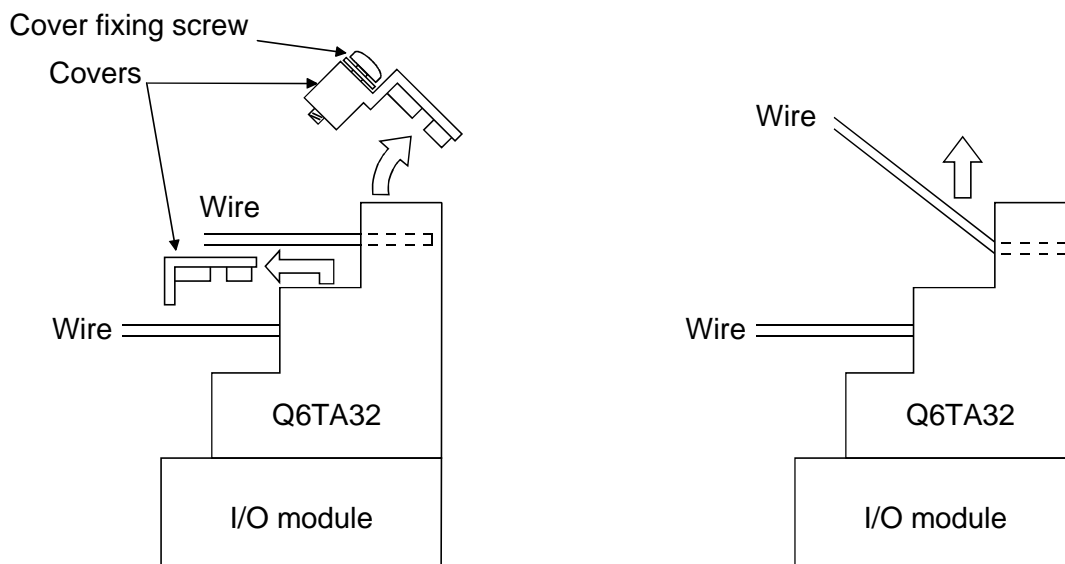 Cover fixing screw
Covers
Wire
Wire
Q6TA32
I/O module
Wire
Wire
Q6TA32
I/O module